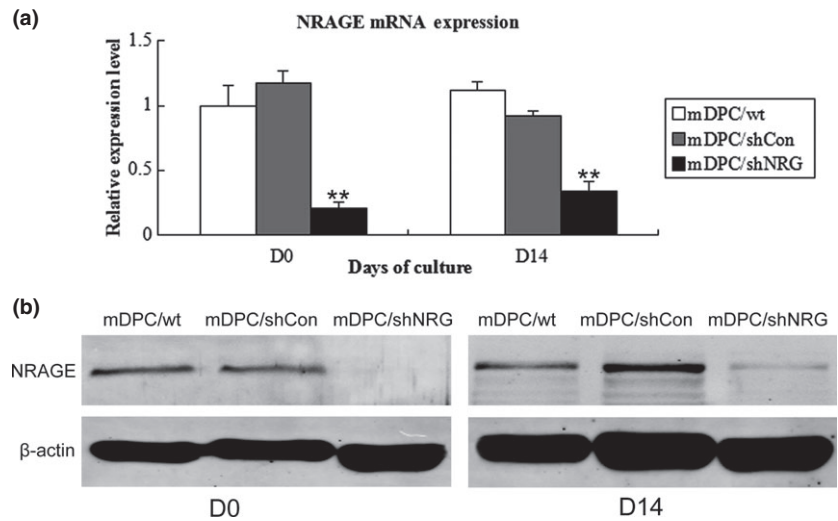 (a)
NRAGE mRNA expression
Relative expression level
1.5
1
0.5
0
**
**
D0
D14
Days of culture
mDPC/wt
mDPC/shCon
mDPC/shNRG
(b)
mDPC/wt mDPC/shCon mDPC/shNRG
mDPC/wt mDPC/shCon mDPC/shNRG
NRAGE
β-actin
D0
D14